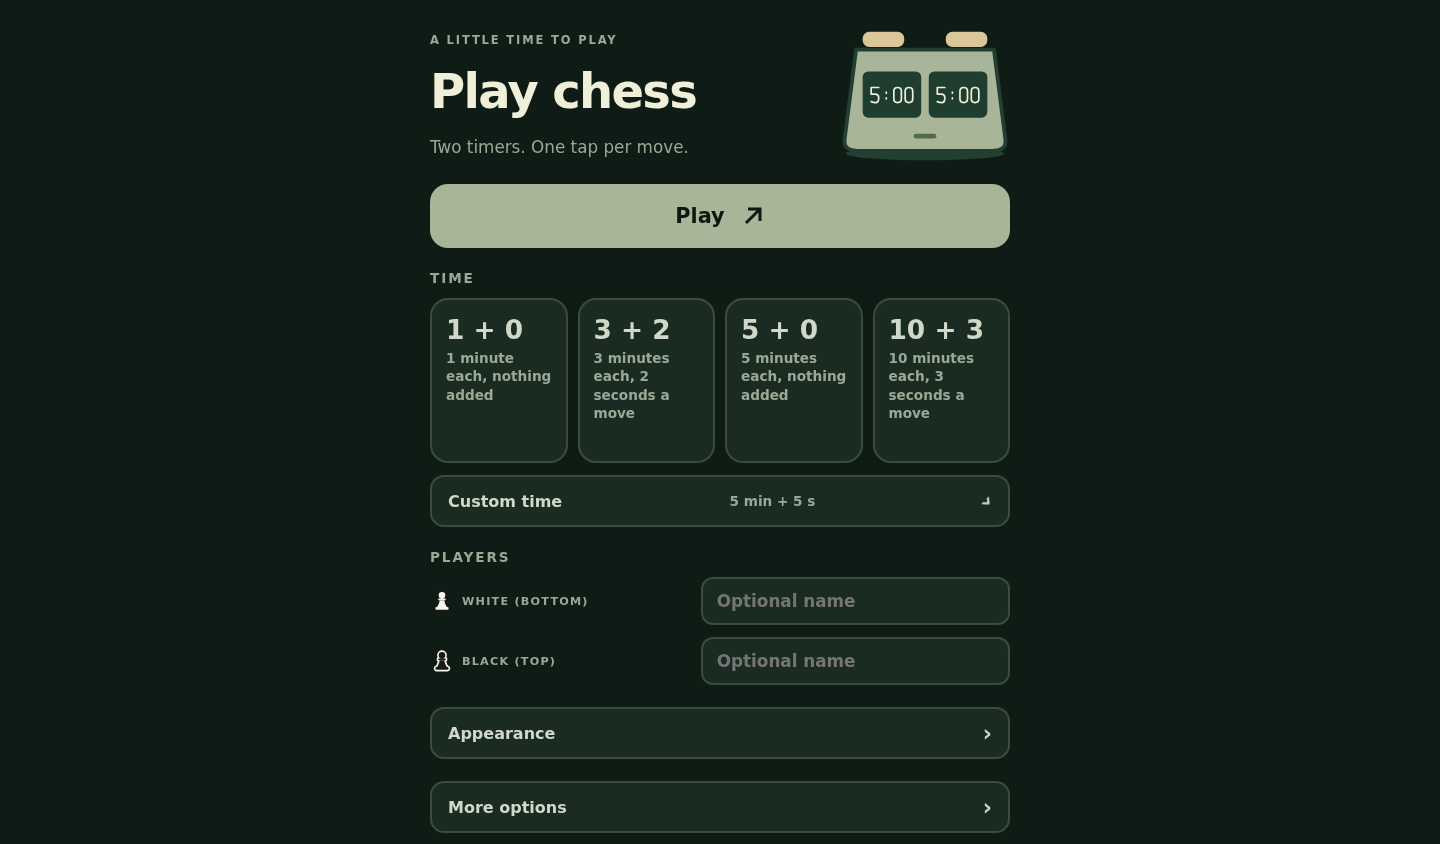 A LITTLE TIME TO PLAY
Play chess
Two timers. One tap per move.
5:00 5:00
Play
TIME
1 + 0
1 minute
each, nothing
added
3 + 2
3 minutes
each, 2
seconds a
move
5 + 0
5 minutes
each, nothing
added
10 + 3
10 minutes
each, 3
seconds a
move
Custom time 5 min + 5 s
PLAYERS
WHITE (BOTTOM) Optional name
BLACK (TOP) Optional name
Appearance
More options